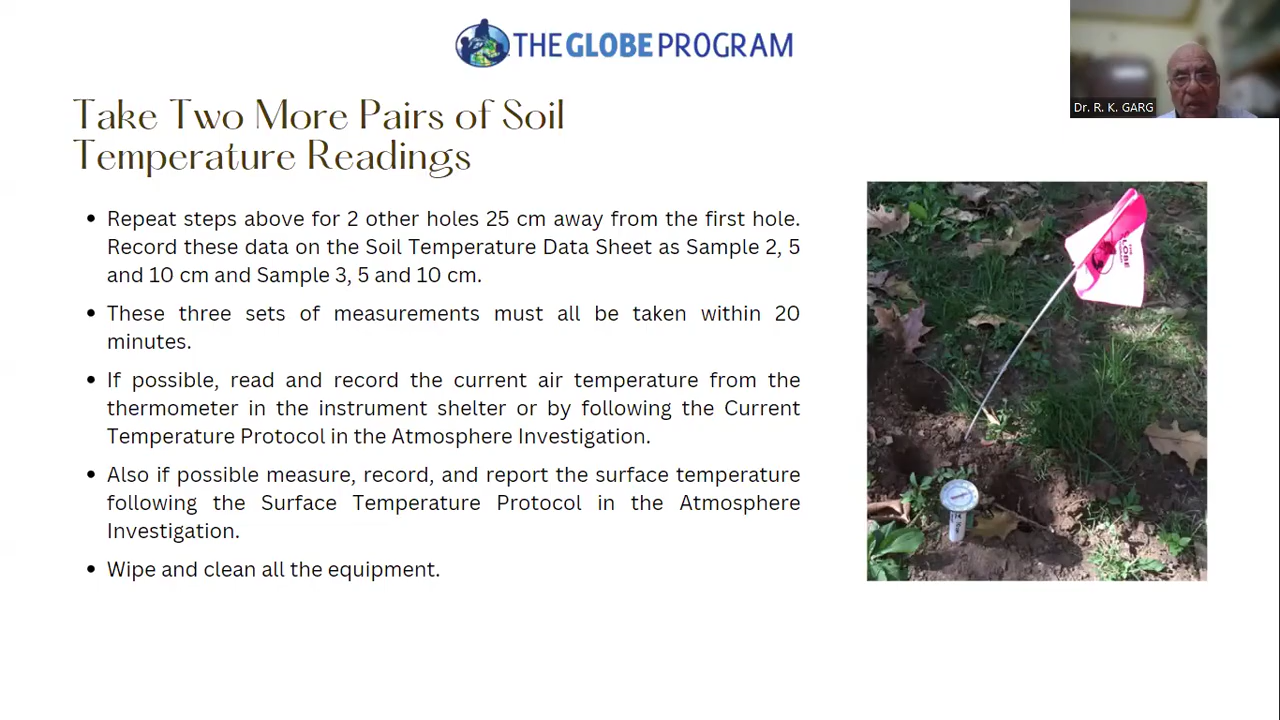 THE GLOBE PROGRAM
Dr. R. K. GARG
Take Two More Pairs of Soil
Temperature Readings
• Repeat steps above for 2 other holes 25 cm away from the first hole.
Record these data on the Soil Temperature Data Sheet as Sample 2, 5
and 10 cm and Sample 3, 5 and 10 cm.
• These three sets of measurements must all be taken within 20
minutes.
• If possible, read and record the current air temperature from the
thermometer in the instrument shelter or by following the Current
Temperature Protocol in the Atmosphere Investigation.
• Also if possible measure, record, and report the surface temperature
following the Surface Temperature Protocol in the Atmosphere
Investigation.
• Wipe and clean all the equipment.
GLOBE